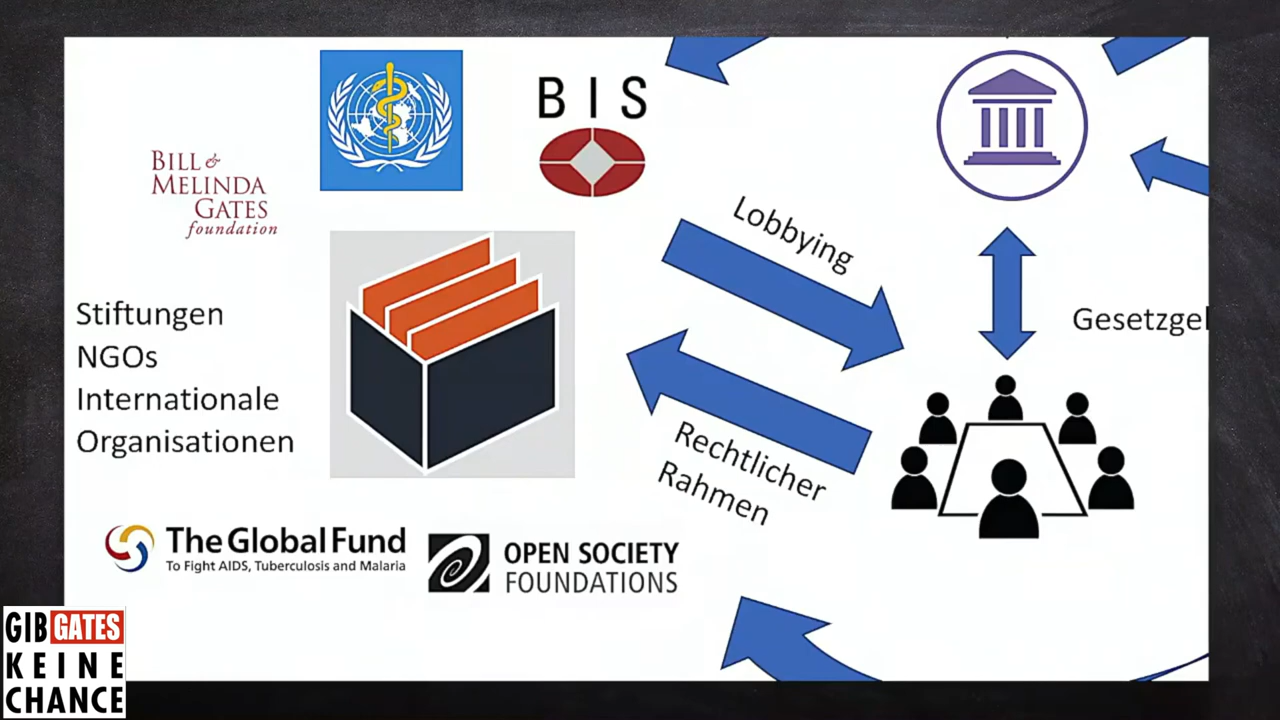 BIS
BILL &
MELINDA
GATES
foundation
Lobbying
Stiftungen
NGOs
Internationale
Organisationen
Gesetzgel
Rechtlicher
Rahmen
The Global Fund
To Fight AIDS, Tuberculosis and Malaria
OPEN SOCIETY
FOUNDATIONS
GIB GATES
KEINE
CHANCE